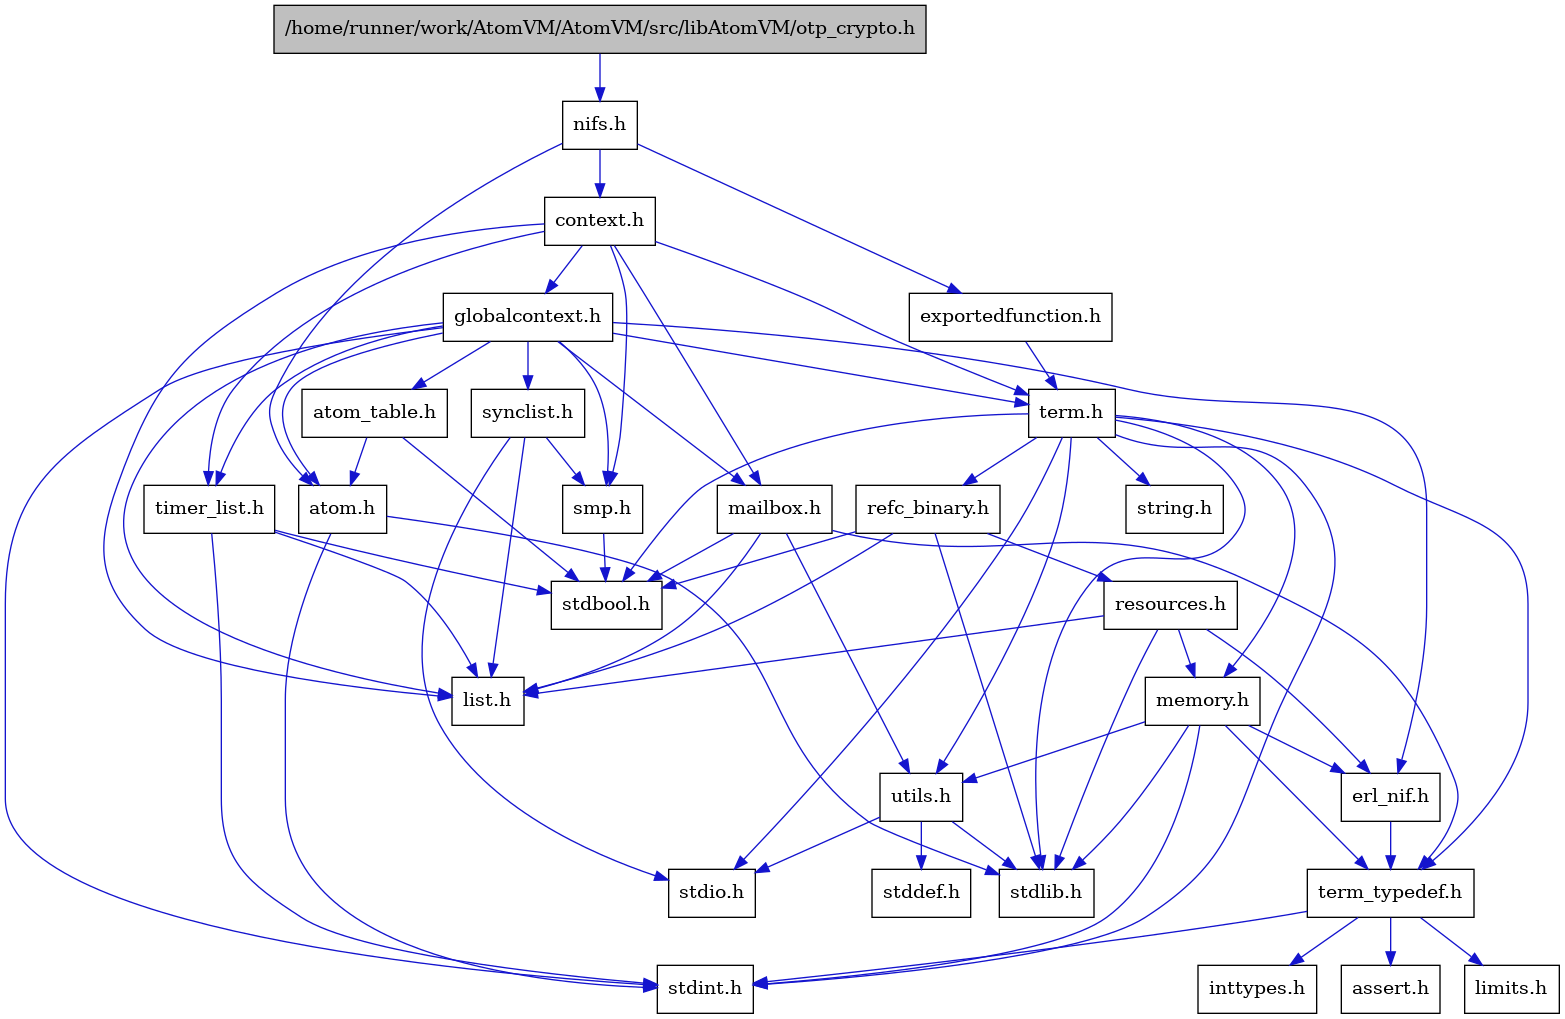 /home/runner/work/AtomVM/AtomVM/src/libAtomVM/otp_crypto.h
nifs.h
context.h
globalcontext.h
exportedfunction.h
atom_table.h
synclist.h
term.h
timer_list.h
atom.h
smp.h
mailbox.h
refc_binary.h
string.h
stdbool.h
resources.h
list.h
memory.h
utils.h
erl_nif.h
stdio.h
stddef.h
stdlib.h
term_typedef.h
stdint.h
inttypes.h
assert.h
limits.h